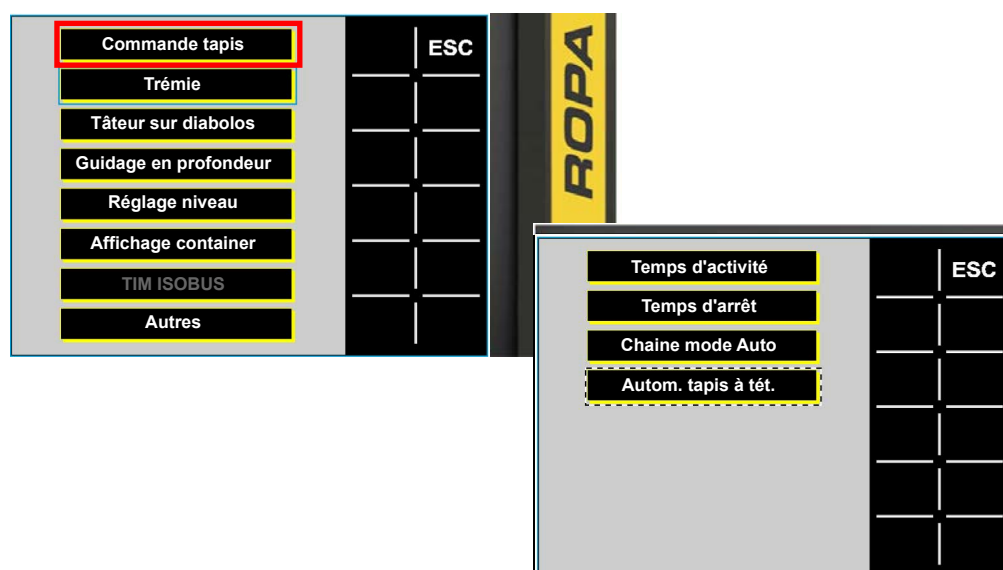 Commande tapis
ESC
Trémie
Tâteur sur diabolos
Guidage en profondeur
Réglage niveau
Affichage container
TIM ISOBUS
Autres
ROPA
Temps d'activité
ESC
Temps d'arrêt
Chaine mode Auto
Autom. tapis à tét.